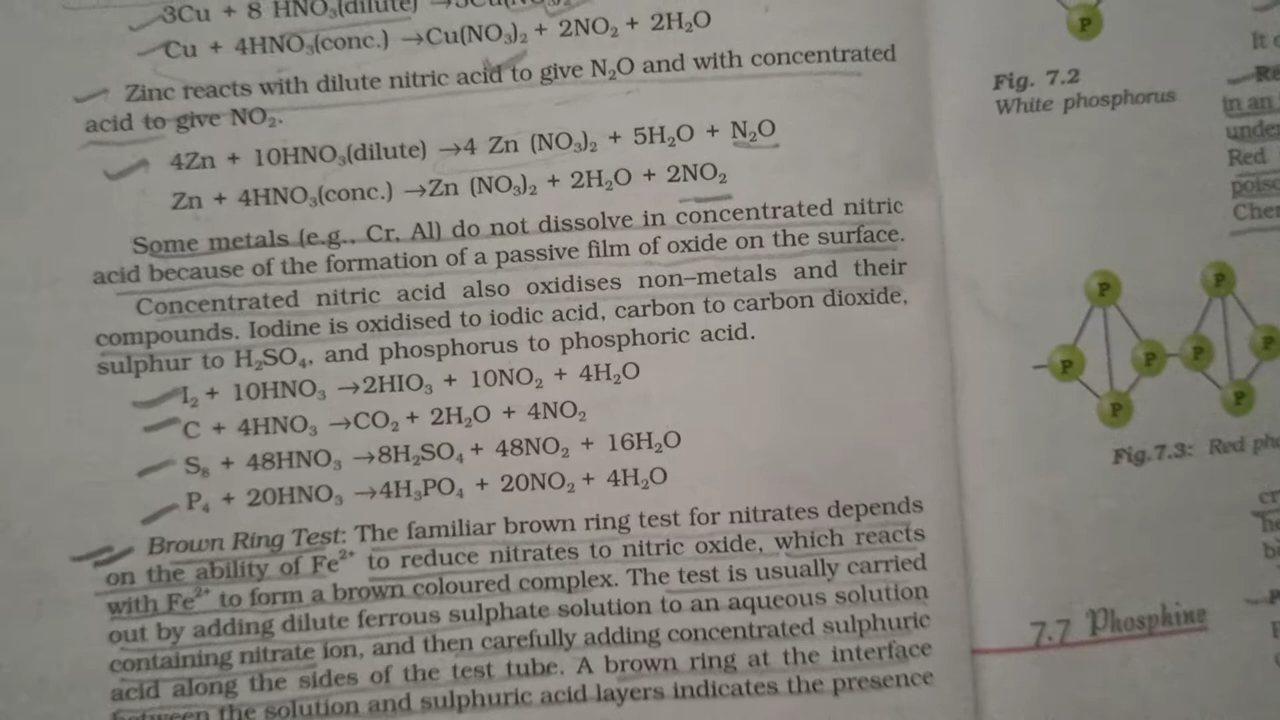 3Cu + 8 HNO₃(dilute)
Cu + 4HNO₃(conc.) →Cu(NO₃)₂ + 2NO₂ + 2H₂O
Zinc reacts with dilute nitric acid to give N₂O and with concentrated
acid to give NO₂.
4Zn + 10HNO₃(dilute) →4 Zn (NO₃)₂ + 5H₂O + N₂O
Zn + 4HNO₃(conc.) →Zn (NO₃)₂ + 2H₂O + 2NO₂
Some metals (e.g., Cr, Al) do not dissolve in concentrated nitric
acid because of the formation of a passive film of oxide on the surface.
Concentrated nitric acid also oxidises non–metals and their
compounds. Iodine is oxidised to iodic acid, carbon to carbon dioxide,
sulphur to H₂SO₄, and phosphorus to phosphoric acid.
I₂ + 10HNO₃ →2HIO₃ + 10NO₂ + 4H₂O
C + 4HNO₃ →CO₂ + 2H₂O + 4NO₂
S₈ + 48HNO₃ →8H₂SO₄ + 48NO₂ + 16H₂O
P₄ + 20HNO₃ →4H₃PO₄ + 20NO₂ + 4H₂O
Brown Ring Test: The familiar brown ring test for nitrates depends
on the ability of Fe²⁺ to reduce nitrates to nitric oxide, which reacts
with Fe²⁺ to form a brown coloured complex. The test is usually carried
out by adding dilute ferrous sulphate solution to an aqueous solution
containing nitrate ion, and then carefully adding concentrated sulphuric
acid along the sides of the test tube. A brown ring at the interface
between the solution and sulphuric acid layers indicates the presence
P
Fig. 7.2
White phosphorus
It
in an
Red
P P
P P P P
P P
Fig.7.3: Red
7.7 Phosphine